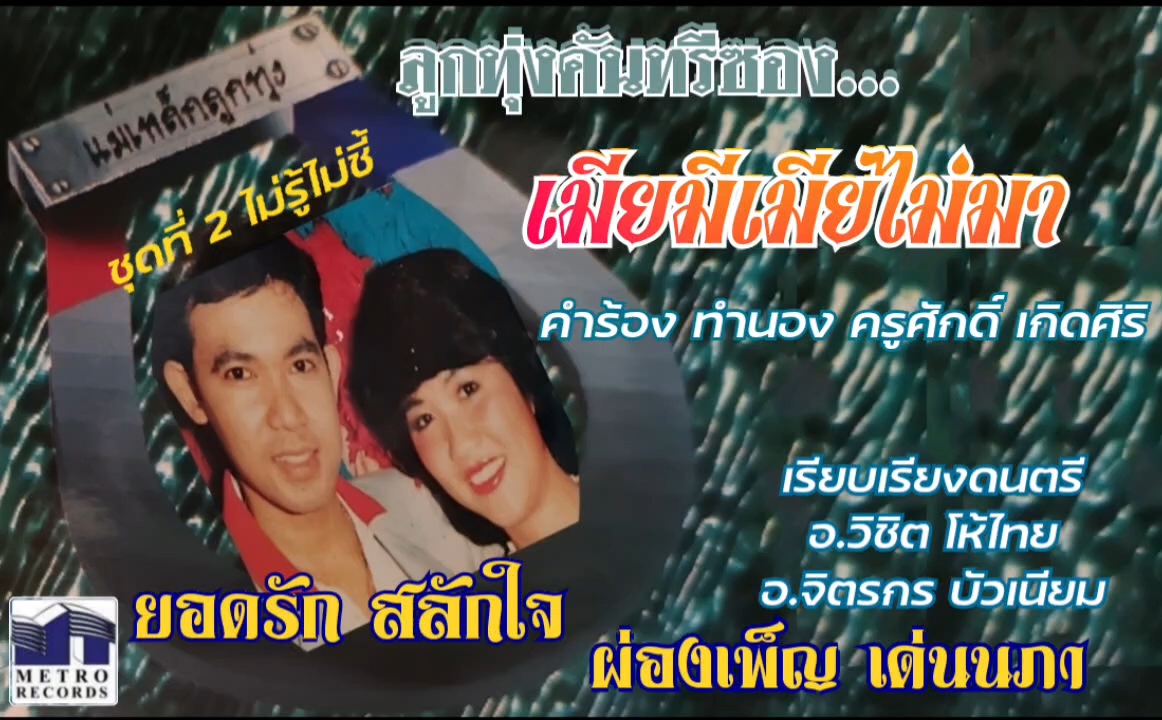 ลูกทุ่งคันทรีซอง...
แม่เหล็กลูกทุ่ง
ชุดที่ 2 ไม่รู้ไม่ชี้
เมียมีเมียไม่มา
คำร้อง ทำนอง ครูศักดิ์ เกิดศิริ
เรียบเรียงดนตรี
อ.วิชิต โห้ไทย
อ.จิตรกร บัวเนียม
ยอดรัก สลักใจ
ผ่องเพ็ญ เด่นนภา
METRO
RECORDS